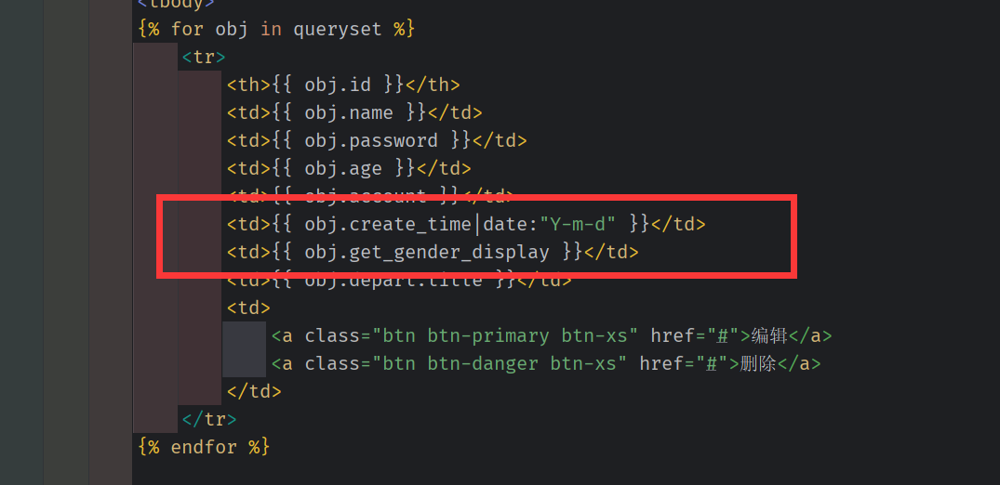 <tbody>
{% for obj in queryset %}
<tr>
<th>{{ obj.id }}</th>
<td>{{ obj.name }}</td>
<td>{{ obj.password }}</td>
<td>{{ obj.age }}</td>
<td>{{ obj.account }}</td>
<td>{{ obj.create_time|date:"Y-m-d" }}</td>
<td>{{ obj.get_gender_display }}</td>
<td>{{ obj.depart.title }}</td>
<td>
<a class="btn btn-primary btn-xs" href="#">编辑</a>
<a class="btn btn-danger btn-xs" href="#">删除</a>
</td>
</tr>
{% endfor %}